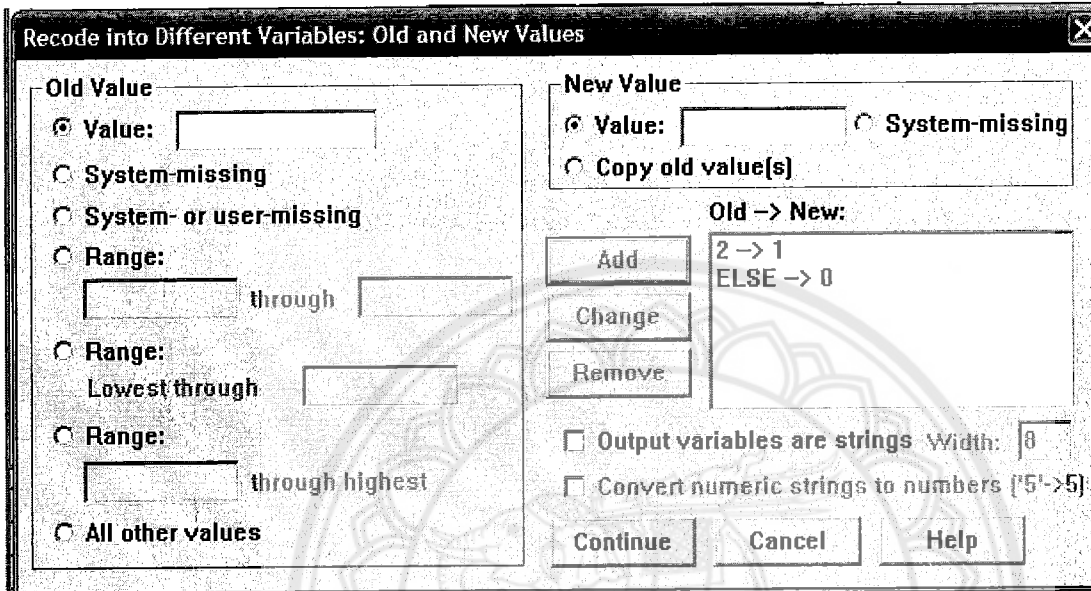 Recode into Different Variables: Old and New Values
Old Value
Value:
System-missing
System- or user-missing
Range:
through
Range:
Lowest through
Range:
through highest
All other values
New Value
Value: System-missing
Copy old value(s)
Old -> New:
2 -> 1
ELSE -> 0
Add
Change
Remove
Output variables are strings Width: 8
Convert numeric strings to numbers ('5'->5)
Continue Cancel Help